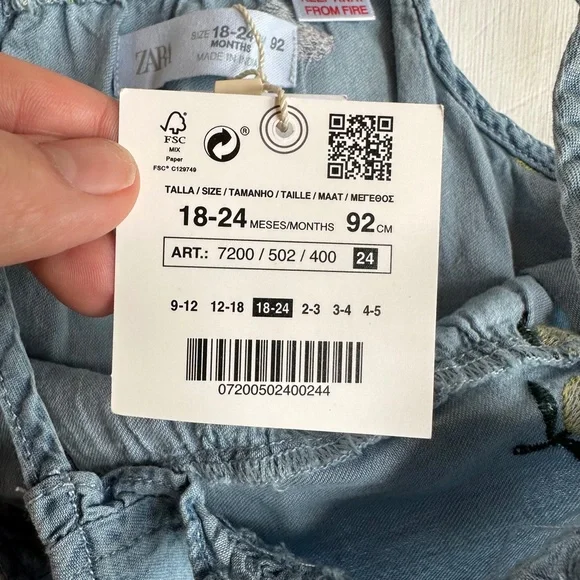 ZARA
SIZE 18-24 92
MONTHS
MADE IN INDIA
FROM FIRE
FSC
MIX
Paper
FSC® C129749
®
TALLA / SIZE / TAMANHO / TAILLE / MAAT / ΜΕΓΕΘΟΣ
18-24 MESES/MONTHS 92 CM
ART.: 7200 / 502 / 400 24
9-12 12-18 18-24 2-3 3-4 4-5
07200502400244